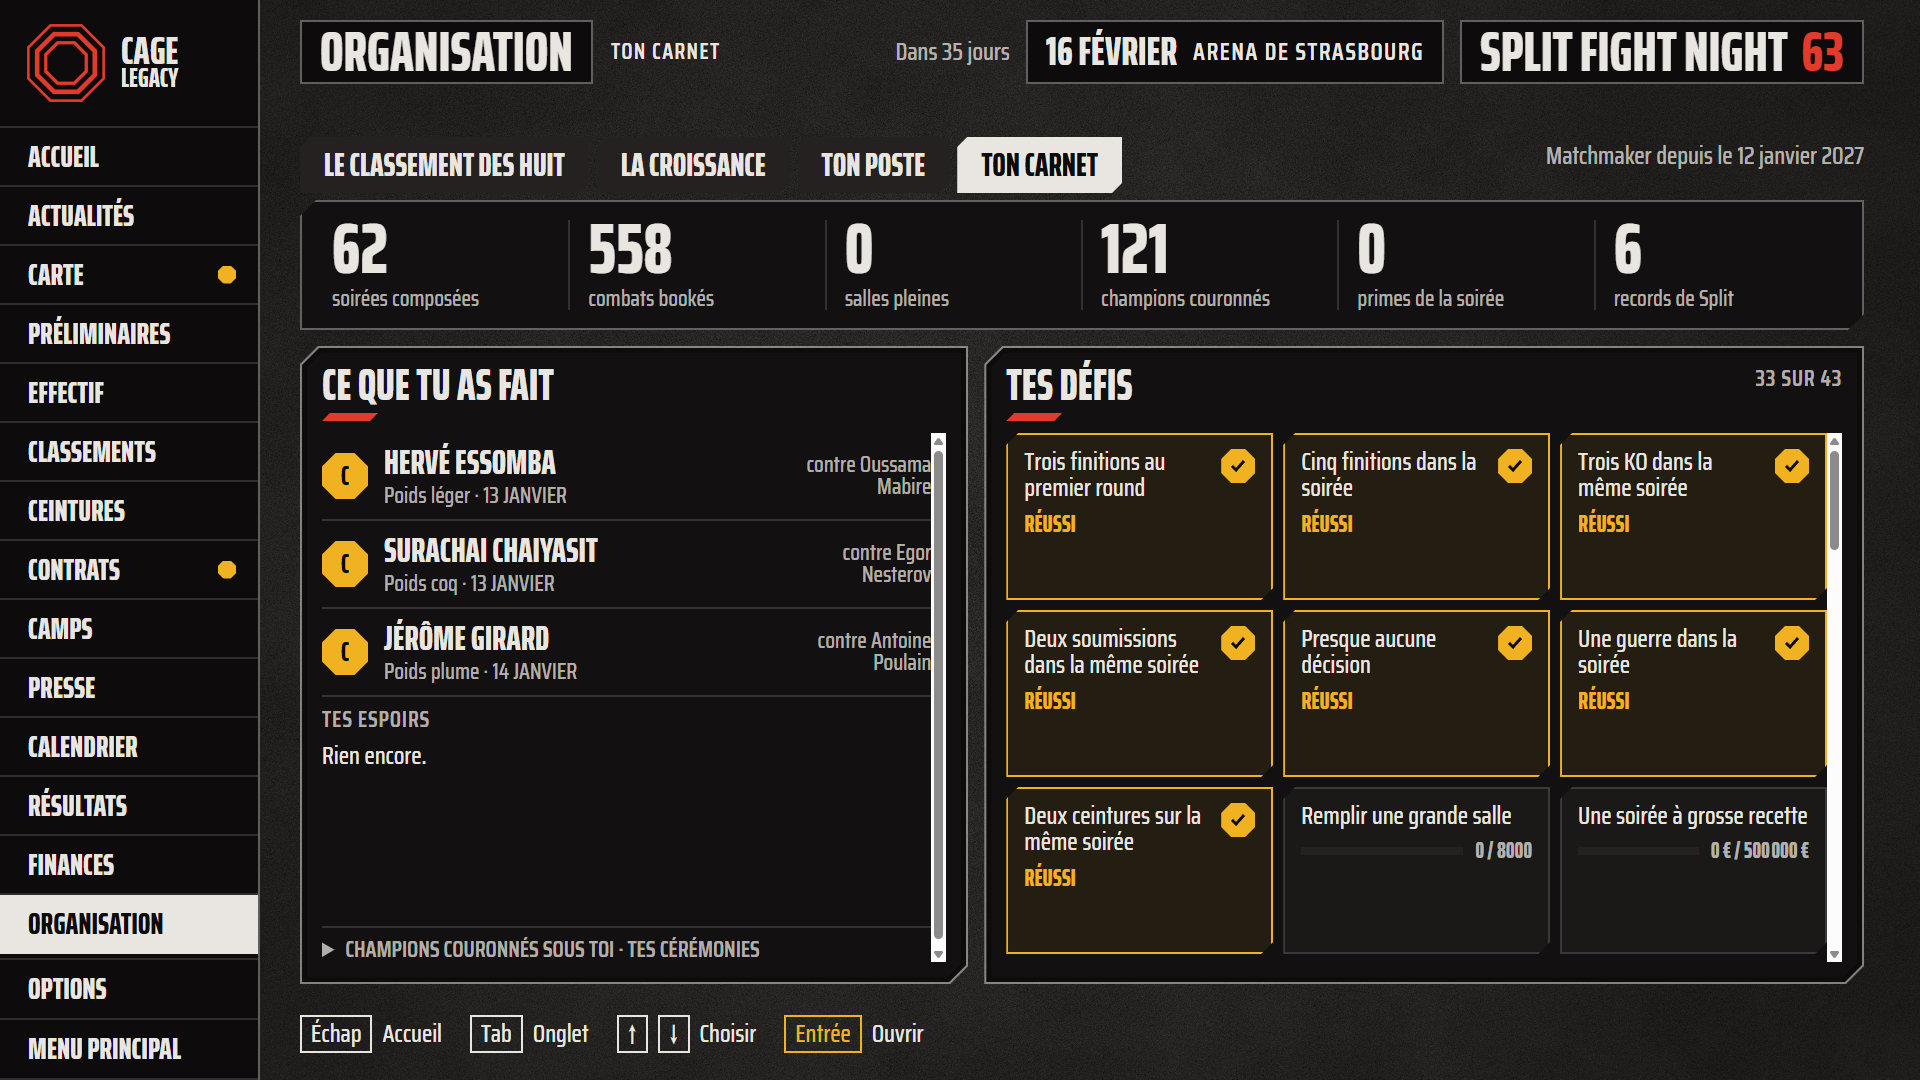 CAGE
LEGACY
ACCUEIL
ACTUALITÉS
CARTE
PRÉLIMINAIRES
EFFECTIF
CLASSEMENTS
CEINTURES
CONTRATS
CAMPS
PRESSE
CALENDRIER
RÉSULTATS
FINANCES
ORGANISATION
OPTIONS
MENU PRINCIPAL
ORGANISATION
TON CARNET
Dans 35 jours
16 FÉVRIER ARENA DE STRASBOURG
SPLIT FIGHT NIGHT 63
LE CLASSEMENT DES HUIT
LA CROISSANCE
TON POSTE
TON CARNET
Matchmaker depuis le 12 janvier 2027
62
soirées composées
558
combats bookés
0
salles pleines
121
champions couronnés
0
primes de la soirée
6
records de Split
CE QUE TU AS FAIT
C
HERVÉ ESSOMBA
Poids léger · 13 JANVIER
contre Oussama
Mabire
C
SURACHAI CHAIYASIT
Poids coq · 13 JANVIER
contre Egor
Nesterov
C
JÉRÔME GIRARD
Poids plume · 14 JANVIER
contre Antoine
Poulain
TES ESPOIRS
Rien encore.
CHAMPIONS COURONNÉS SOUS TOI · TES CÉRÉMONIES
TES DÉFIS
33 SUR 43
Trois finitions au
premier round
RÉUSSI
Cinq finitions dans la
soirée
RÉUSSI
Trois KO dans la
même soirée
RÉUSSI
Deux soumissions
dans la même soirée
RÉUSSI
Presque aucune
décision
RÉUSSI
Une guerre dans la
soirée
RÉUSSI
Deux ceintures sur la
même soirée
RÉUSSI
Remplir une grande salle
0 / 8000
Une soirée à grosse recette
0 € / 500 000 €
Échap Accueil
Tab Onglet
↑ ↓ Choisir
Entrée Ouvrir